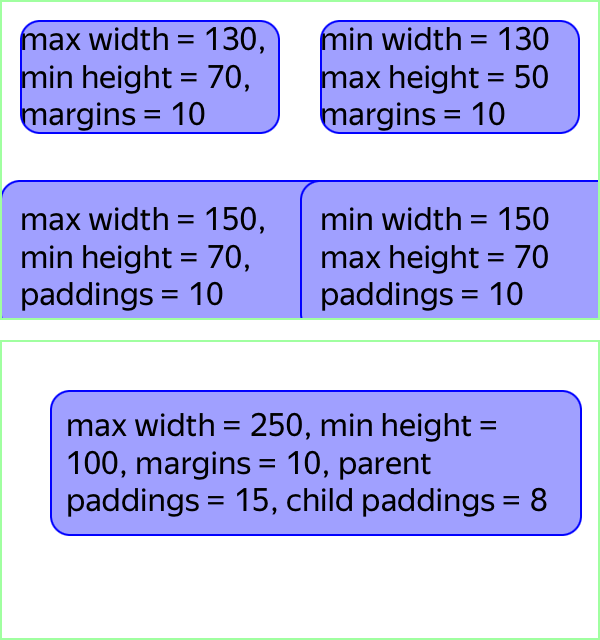 max width = 130,
min height = 70,
margins = 10
min width = 130
max height = 50
margins = 10
max width = 150,
min height = 70,
paddings = 10
min width = 150
max height = 70
paddings = 10
max width = 250, min height =
100, margins = 10, parent
paddings = 15, child paddings = 8